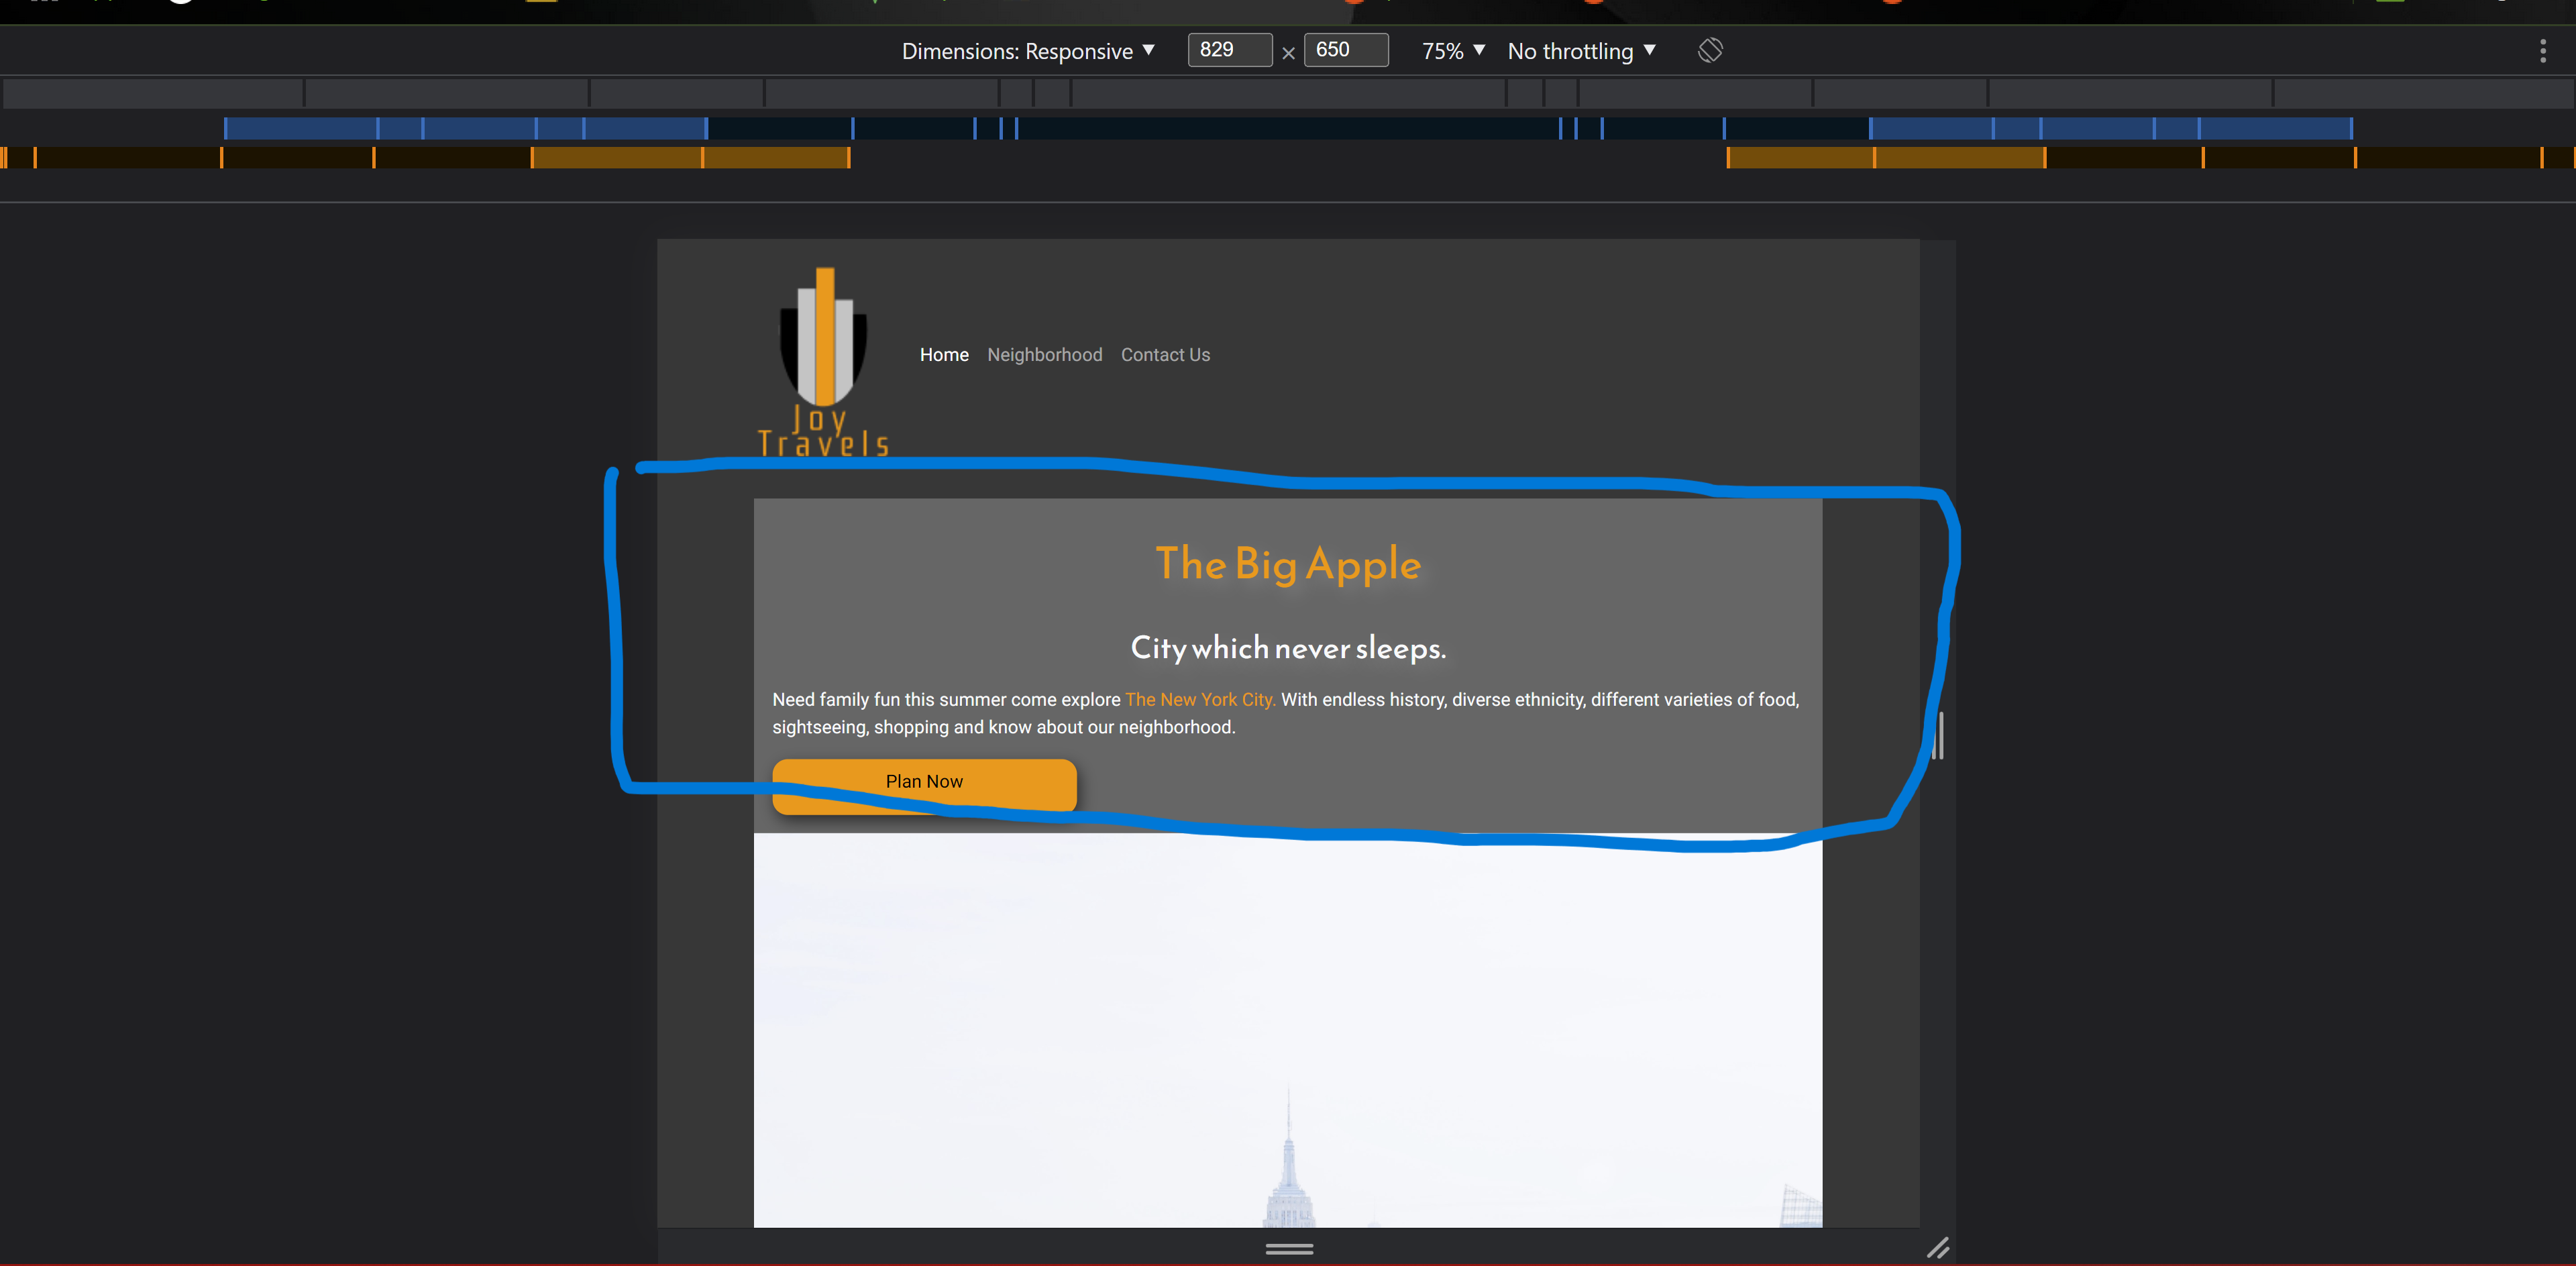 Dimensions: Responsive ▼ 829 × 650 75% ▼ No throttling ▼
Joy
Travels
Home Neighborhood Contact Us
The Big Apple
City which never sleeps.
Need family fun this summer come explore The New York City. With endless history, diverse ethnicity, different varieties of food,
sightseeing, shopping and know about our neighborhood.
Plan Now